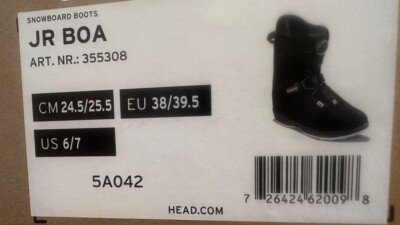 SNOWBOARD BOOTS
JR BOA
ART. NR.: 355308
CM 24.5/25.5 EU 38/39.5
US 6/7
5A042
HEAD.COM
7 26424 62009 8